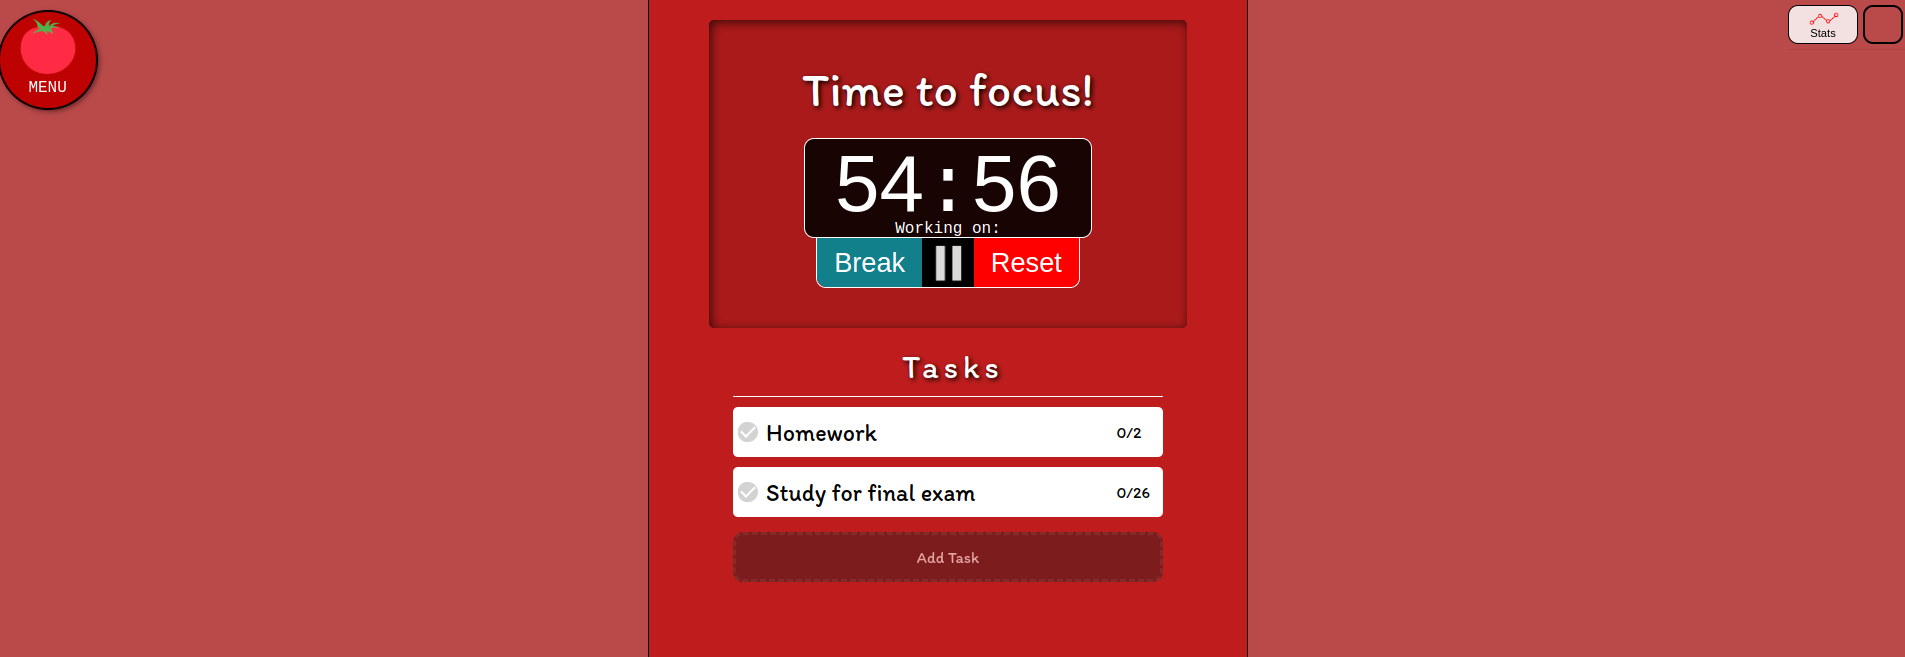 MENU
Stats
Time to focus!
54:56
Working on:
Break
Reset
Tasks
Homework 0/2
Study for final exam 0/26
Add Task